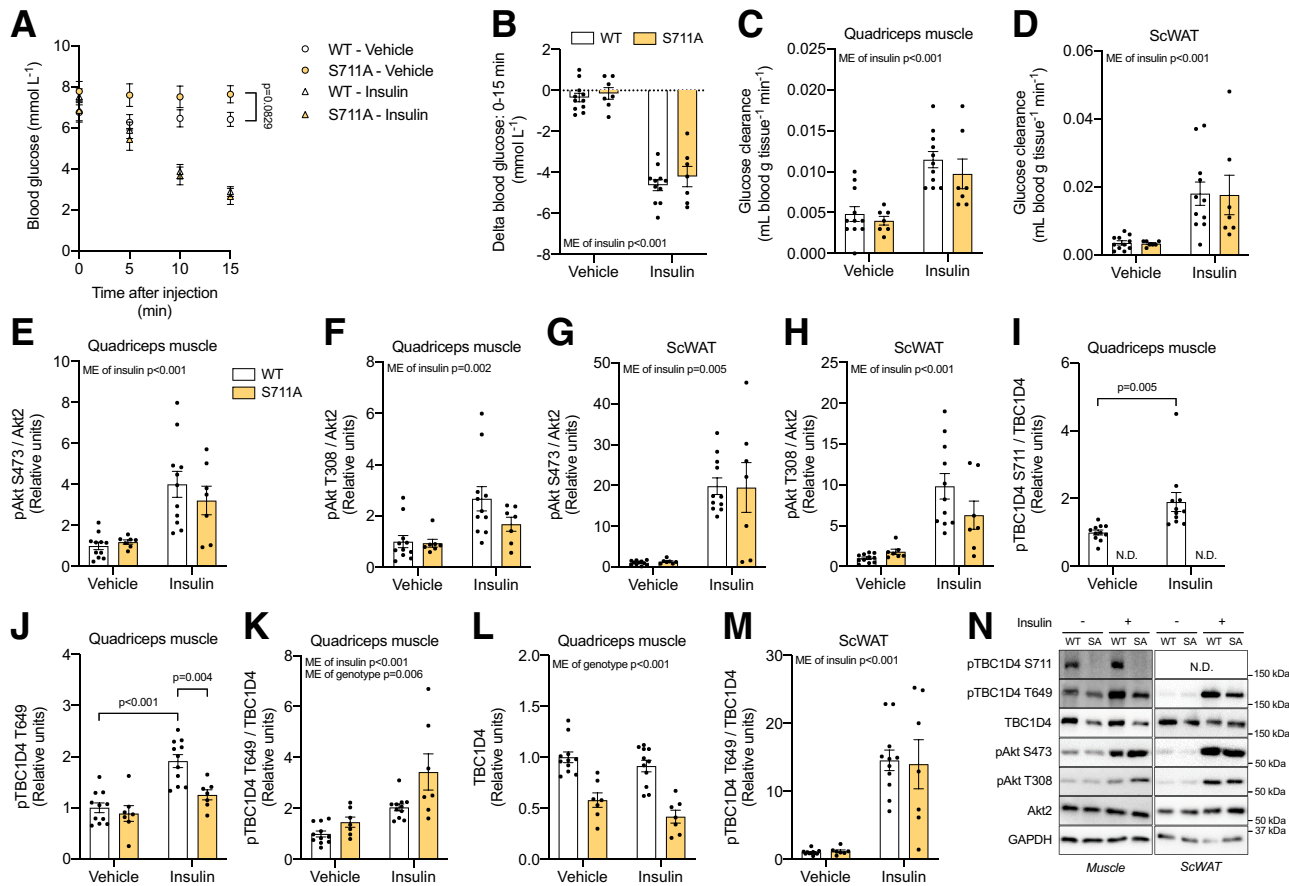 A
Blood glucose (mmol L-1)
10
8
6
4
2
0
0
5
10
15
Time after injection
(min)
p=0.0829
WT - Vehicle
S711A - Vehicle
WT - Insulin
S711A - Insulin
B
WT
S711A
Delta blood glucose: 0-15 min
(mmol L-1)
2
0
-2
-4
-6
-8
ME of insulin p<0.001
Vehicle
Insulin
C
Quadriceps muscle
ME of insulin p<0.001
Glucose clearance
(mL blood g tissue-1 min-1)
0.025
0.020
0.015
0.010
0.005
0.000
Vehicle
Insulin
D
ScWAT
ME of insulin p<0.001
Glucose clearance
(mL blood g tissue-1 min-1)
0.06
0.04
0.02
0.00
Vehicle
Insulin
E
Quadriceps muscle
ME of insulin p<0.001
WT
S711A
pAkt S473 / Akt2
(Relative units)
10
8
6
4
2
0
Vehicle
Insulin
F
Quadriceps muscle
ME of insulin p=0.002
pAkt T308 / Akt2
(Relative units)
8
6
4
2
0
Vehicle
Insulin
G
ScWAT
ME of insulin p=0.005
pAkt S473 / Akt2
(Relative units)
50
40
30
20
10
0
Vehicle
Insulin
H
ScWAT
ME of insulin p<0.001
pAkt T308 / Akt2
(Relative units)
25
20
15
10
5
0
Vehicle
Insulin
I
Quadriceps muscle
p=0.005
pTBC1D4 S711 / TBC1D4
(Relative units)
6
4
2
0
N.D.
N.D.
Vehicle
Insulin
J
Quadriceps muscle
p=0.004
p<0.001
pTBC1D4 T649
(Relative units)
4
3
2
1
0
Vehicle
Insulin
K
Quadriceps muscle
ME of insulin p<0.001
ME of genotype p=0.006
pTBC1D4 T649 / TBC1D4
(Relative units)
8
6
4
2
0
Vehicle
Insulin
L
Quadriceps muscle
ME of genotype p<0.001
TBC1D4
(Relative units)
2.0
1.5
1.0
0.5
0.0
Vehicle
Insulin
M
ScWAT
ME of insulin p<0.001
pTBC1D4 T649 / TBC1D4
(Relative units)
30
20
10
0
Vehicle
Insulin
N
Insulin - + - +
WT SA WT SA WT SA WT SA
pTBC1D4 S711 N.D. 150 kDa
pTBC1D4 T649 150 kDa
TBC1D4 150 kDa
pAkt S473 50 kDa
pAkt T308 50 kDa
Akt2 50 kDa
37 kDa
GAPDH
Muscle ScWAT